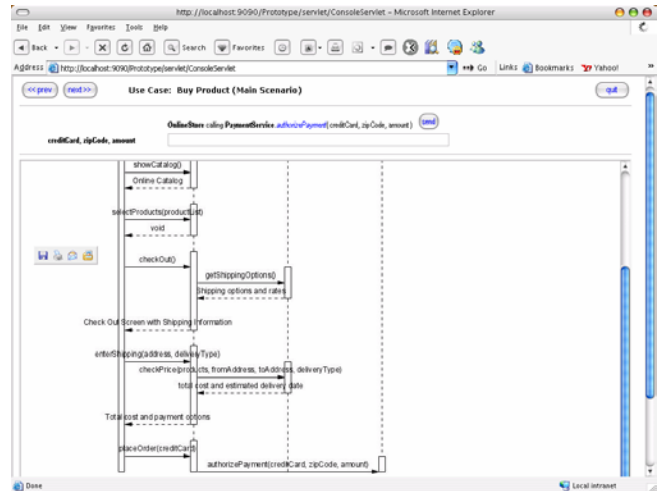 http://localhost:9090/Prototype/servlet/ConsoleServlet - Microsoft Internet Explorer
File Edit View Fgvorites Tools Help
Back Search Favorites
Address http://localhost:9090/Prototype/servlet/ConsoleServlet Go Links Bookmarks Yahoo! »
<< prev next >> Use Case: Buy Product (Main Scenario) quit
OnlineStore calling PaymentService.authorizePayment( creditCard, zipCode, amount ) send
creditCard, zipCode, amount
showCatalog()
Online Catalog
selectProducts(productList)
void
checkOut()
getShippingOptions()
Shipping options and rates
Check Out Screen with Shipping Information
enterShipping(address, deliveryType)
checkPrice(products, fromAddress, toAddress, deliveryType)
total cost and estimated delivery date
Total cost and payment options
placeOrder(creditCard)
authorizePayment(creditCard, zipCode, amount)
Done Local intranet